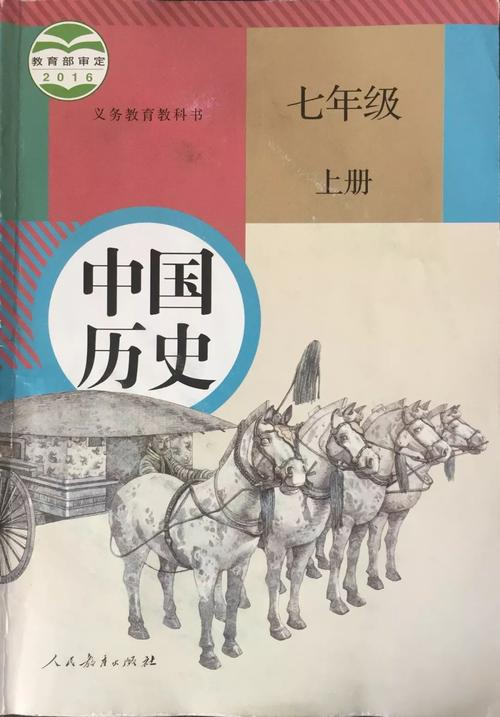 教育部审定
2016
义务教育教科书
七年级
上册
中国
历史
人民教育出版社